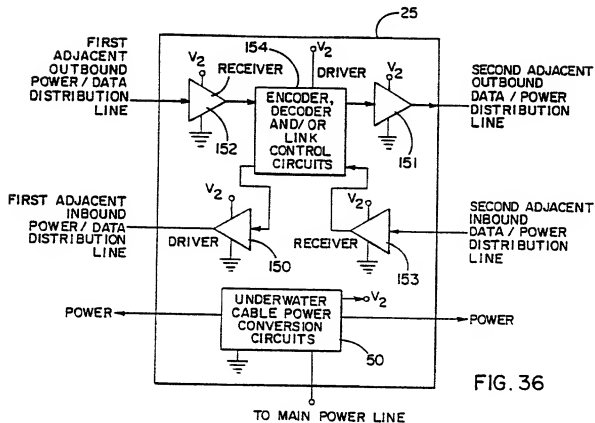 25
FIRST
ADJACENT
OUTBOUND
POWER/DATA
DISTRIBUTION
LINE
V2
RECEIVER
152
154
V2
DRIVER
ENCODER,
DECODER
AND/OR
LINK
CONTROL
CIRCUITS
V2
151
SECOND ADJACENT
OUTBOUND
DATA / POWER
DISTRIBUTION
LINE
FIRST ADJACENT
INBOUND
POWER/DATA
DISTRIBUTION
LINE
V2
DRIVER
150
V2
RECEIVER
153
SECOND ADJACENT
INBOUND
DATA/POWER
DISTRIBUTION
LINE
POWER
UNDERWATER
CABLE POWER
CONVERSION
CIRCUITS
V2
50
POWER
TO MAIN POWER LINE
FIG. 36